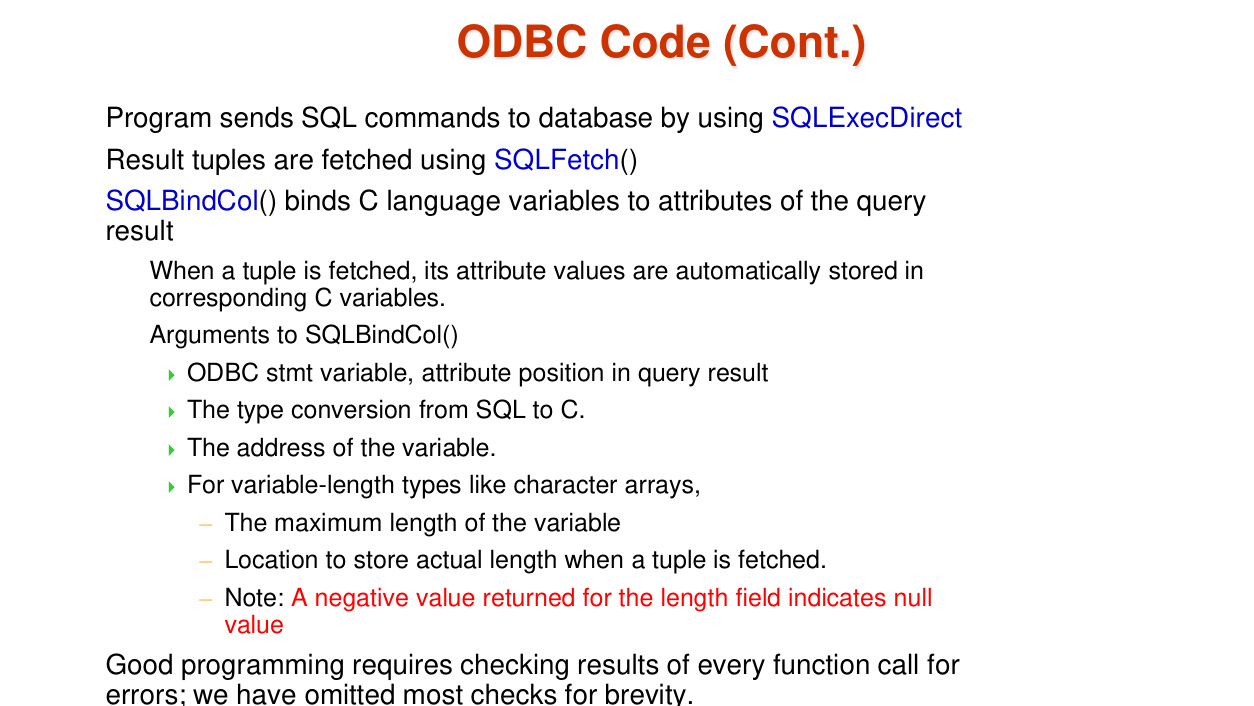 ODBC Code (Cont.)
Program sends SQL commands to database by using SQLExecDirect
Result tuples are fetched using SQLFetch()
SQLBindCol() binds C language variables to attributes of the query
result
When a tuple is fetched, its attribute values are automatically stored in
corresponding C variables.
Arguments to SQLBindCol()
ODBC stmt variable, attribute position in query result
The type conversion from SQL to C.
The address of the variable.
For variable-length types like character arrays,
– The maximum length of the variable
– Location to store actual length when a tuple is fetched.
– Note: A negative value returned for the length field indicates null
value
Good programming requires checking results of every function call for
errors; we have omitted most checks for brevity.